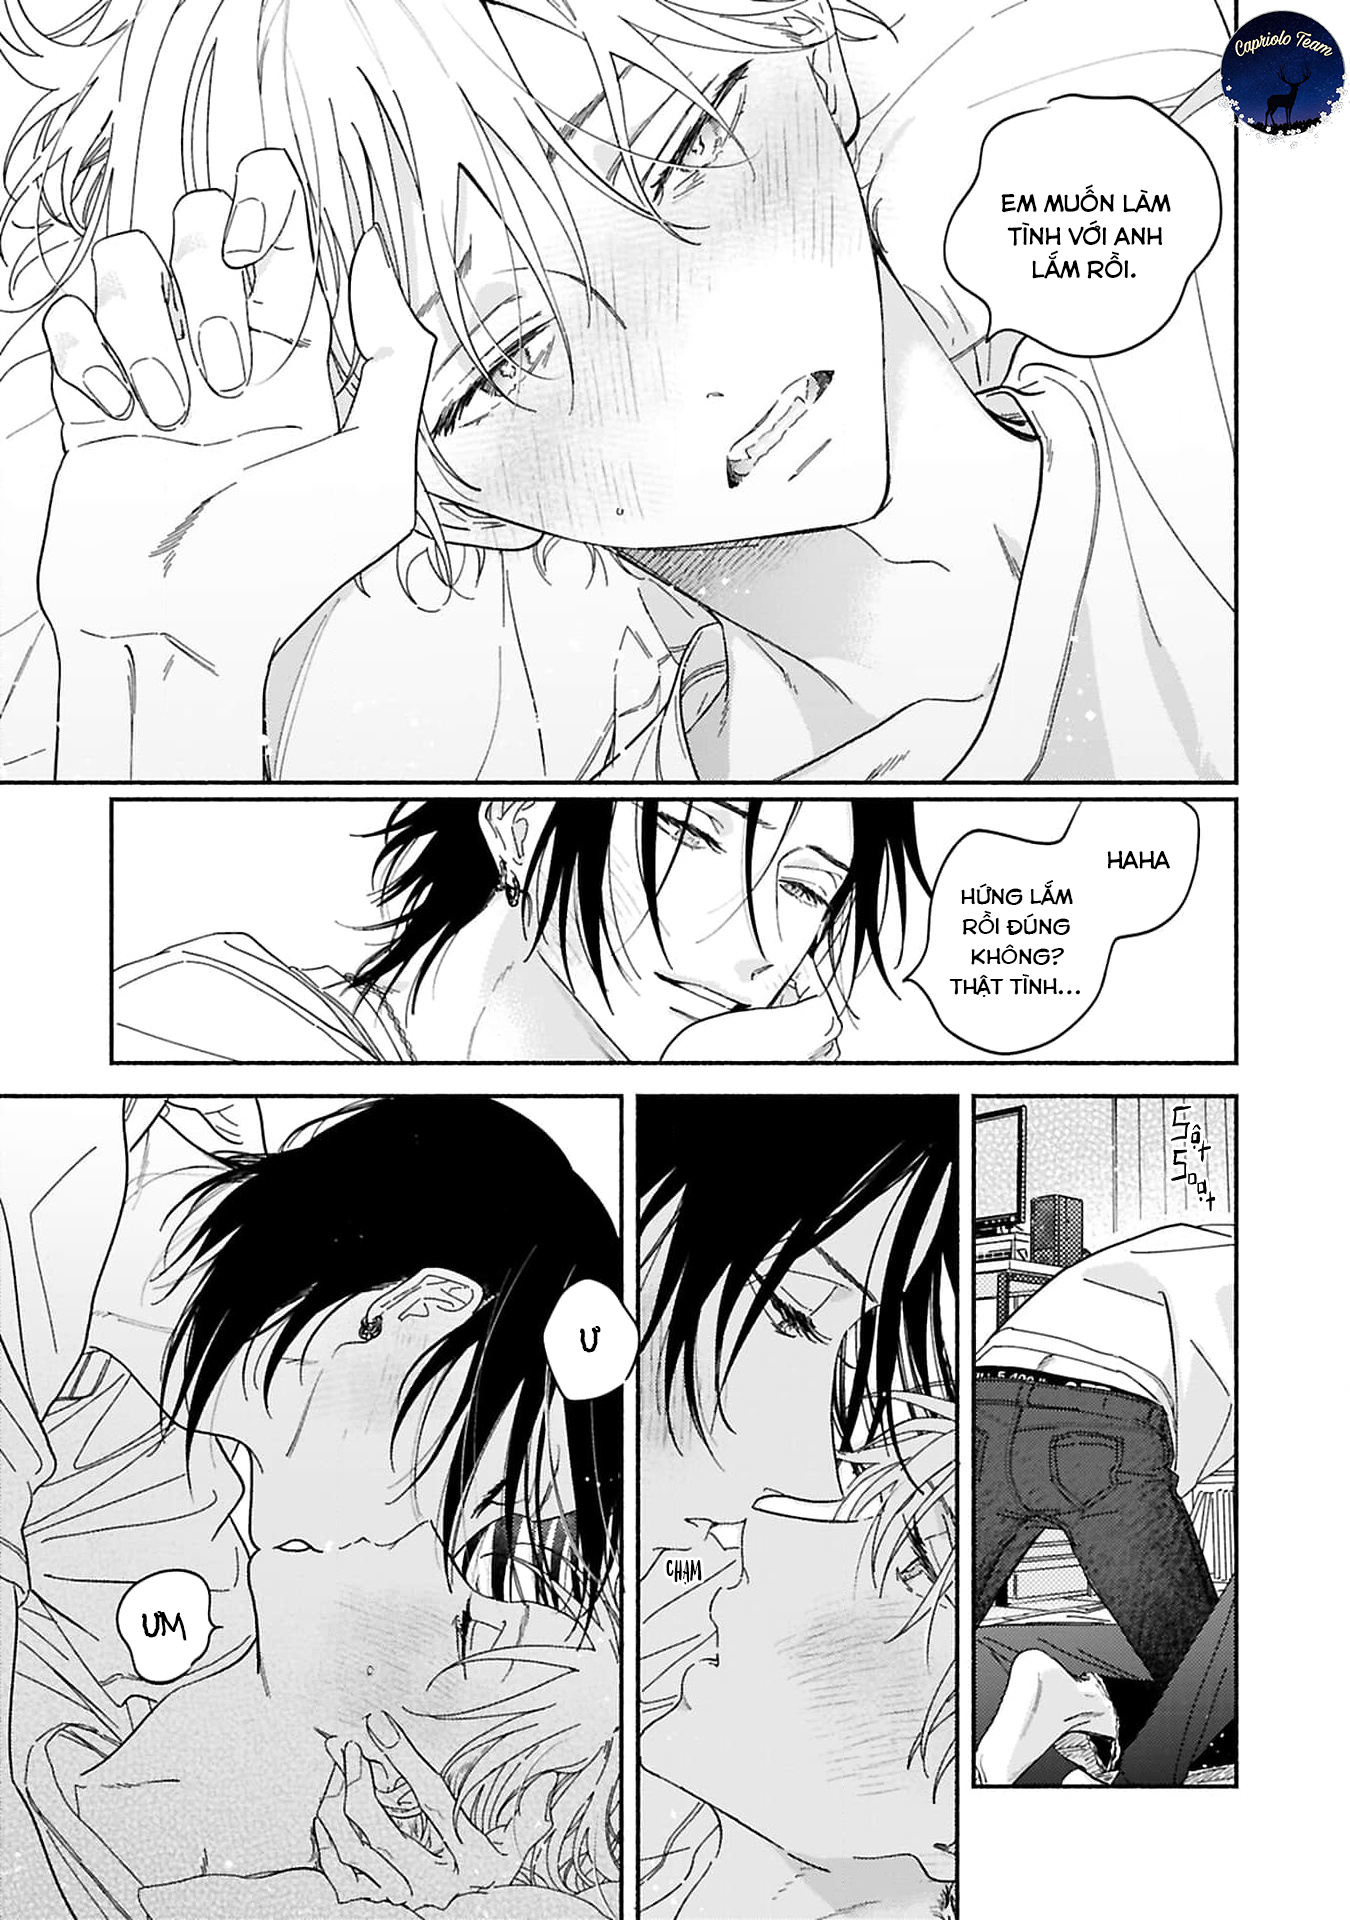 Capriolo Team
EM MUỐN LÀM
TÌNH VỚI ANH
LẮM RỒI.
HAHA
HỨNG LẮM
RỒI ĐÚNG
KHÔNG?
THẬT TÌNH...
Sột
Soạt
CHẠM
Ư
ƯM